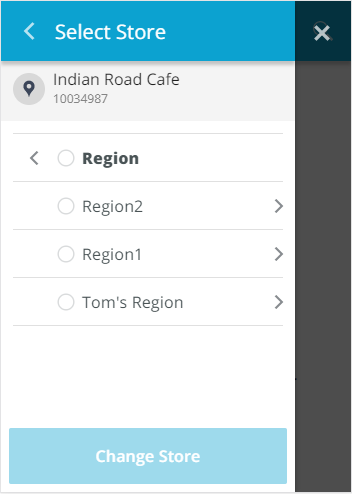 Select Store
Indian Road Cafe
10034987
Region
Region2
Region1
Tom's Region
Change Store